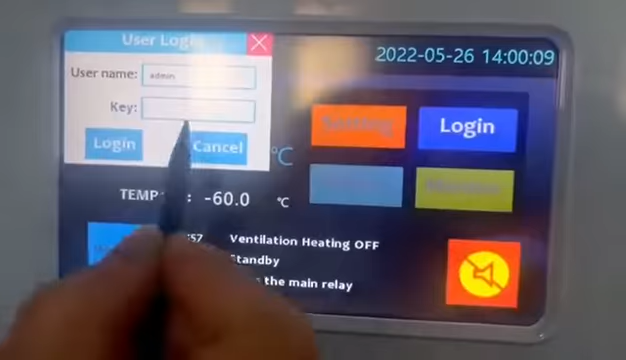 User Login
2022-05-26 14:00:09
User name: admin
Key:
Login Cancel
°C
Setting Login
TEMP : -60.0 °C
57 Ventilation Heating OFF
Standby
the main relay